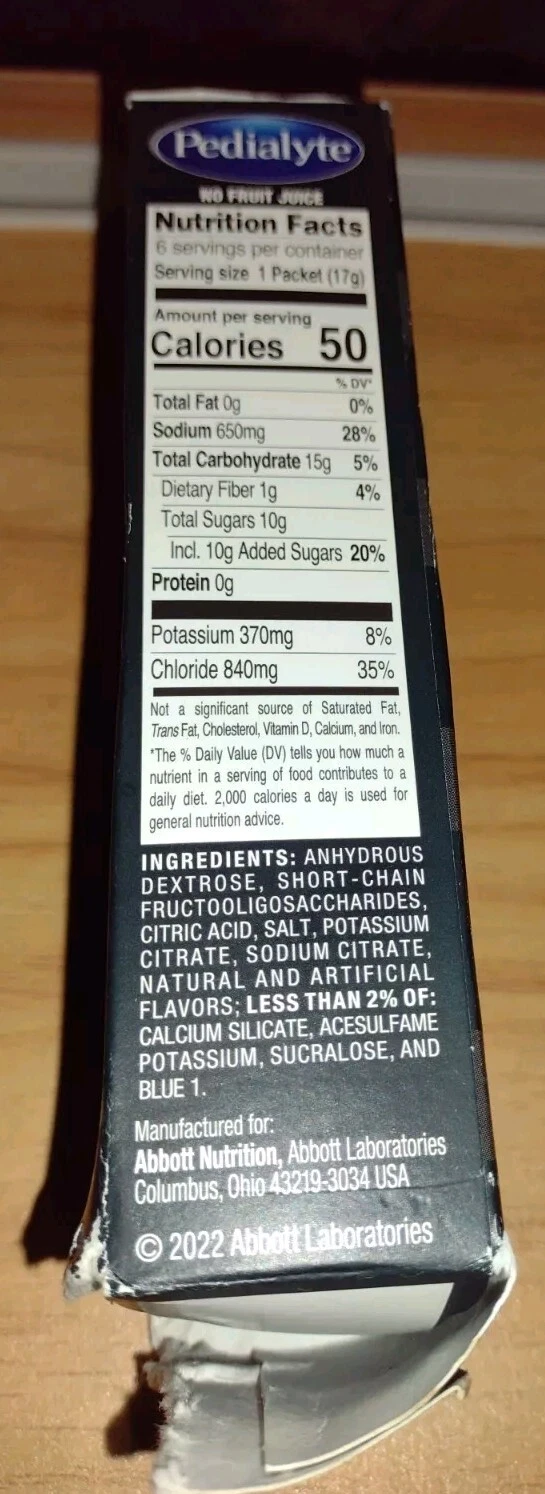 Pedialyte
NO FRUIT JUICE
Nutrition Facts
6 servings per container
Serving size 1 Packet (17g)
Amount per serving
Calories 50
% DV*
Total Fat 0g 0%
Sodium 650mg 28%
Total Carbohydrate 15g 5%
Dietary Fiber 1g 4%
Total Sugars 10g
Incl. 10g Added Sugars 20%
Protein 0g
Potassium 370mg 8%
Chloride 840mg 35%
Not a significant source of Saturated Fat,
Trans Fat, Cholesterol, Vitamin D, Calcium, and Iron.
*The % Daily Value (DV) tells you how much a
nutrient in a serving of food contributes to a
daily diet. 2,000 calories a day is used for
general nutrition advice.
INGREDIENTS: ANHYDROUS
DEXTROSE, SHORT-CHAIN
FRUCTOOLIGOSACCHARIDES,
CITRIC ACID, SALT, POTASSIUM
CITRATE, SODIUM CITRATE,
NATURAL AND ARTIFICIAL
FLAVORS; LESS THAN 2% OF:
CALCIUM SILICATE, ACESULFAME
POTASSIUM, SUCRALOSE, AND
BLUE 1.
Manufactured for:
Abbott Nutrition, Abbott Laboratories
Columbus, Ohio 43219-3034 USA
© 2022 Abbott Laboratories